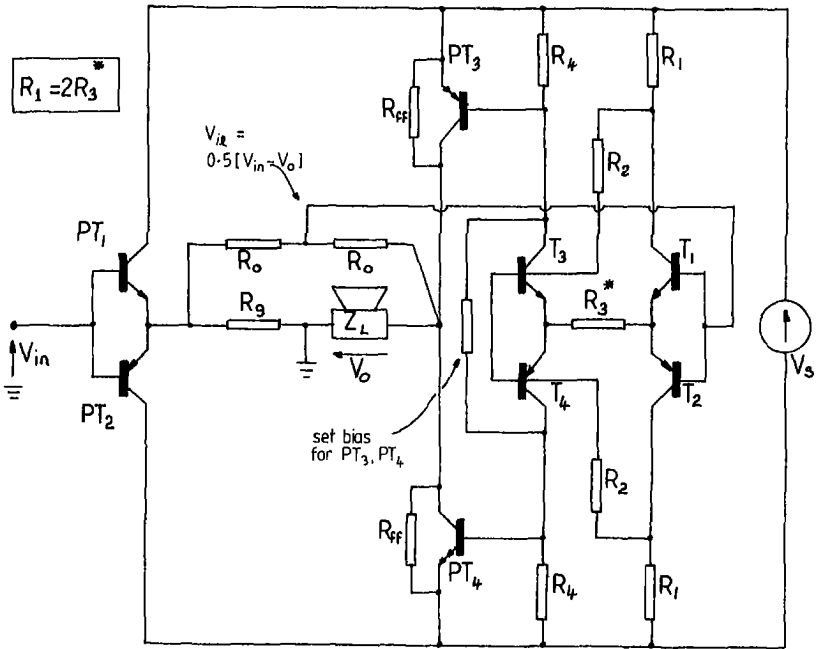 R₁ = 2R₃*
PT₃
R₄
R₁
Rff
R₂
Viℓ =
0·5 [Vin - Vo]
PT₁
Ro
Ro
T₃
T₁
R₃*
Rg
ZL
Vin
Vo
Vs
PT₂
T₄
T₂
set bias
for PT₃, PT₄
R₂
Rff
PT₄
R₄
R₁